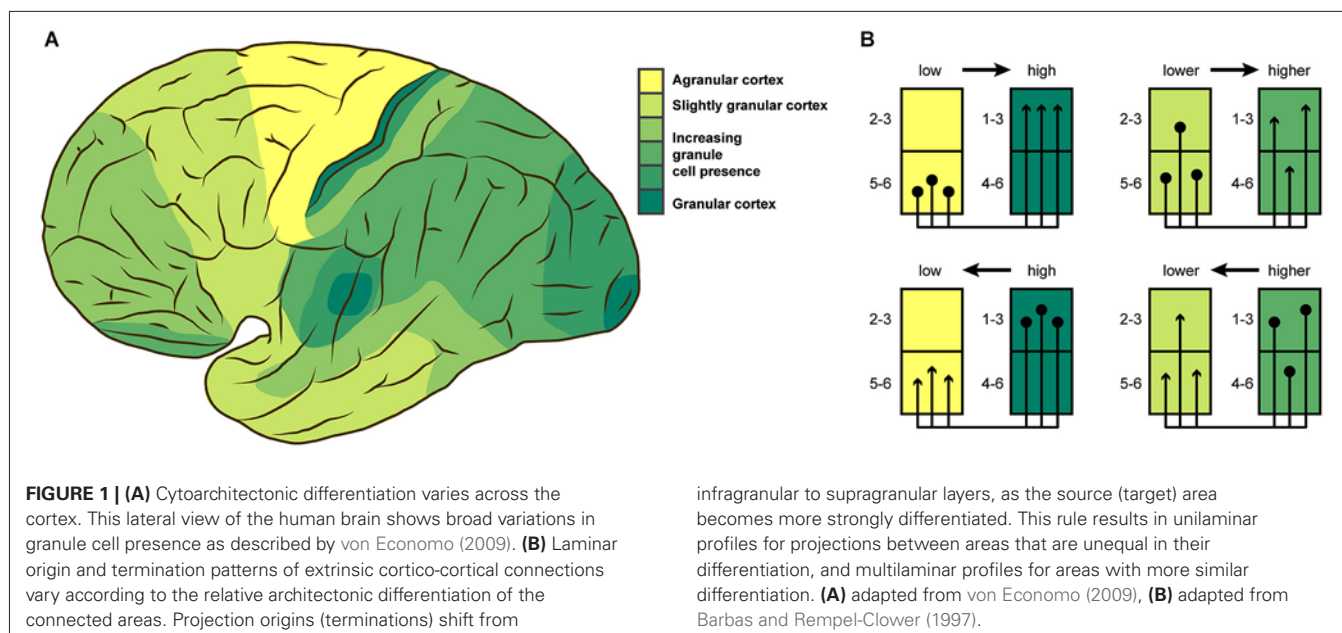 A
Agranular cortex
Slightly granular cortex
Increasing
granule
cell presence
Granular cortex
B
low high
2-3 1-3
5-6 4-6
lower higher
2-3 1-3
5-6 4-6
low high
2-3 1-3
5-6 4-6
lower higher
2-3 1-3
5-6 4-6
FIGURE 1 | (A) Cytoarchitectonic differentiation varies across the
cortex. This lateral view of the human brain shows broad variations in
granule cell presence as described by von Economo (2009). (B) Laminar
origin and termination patterns of extrinsic cortico-cortical connections
vary according to the relative architectonic differentiation of the
connected areas. Projection origins (terminations) shift from
infragranular to supragranular layers, as the source (target) area
becomes more strongly differentiated. This rule results in unilaminar
profiles for projections between areas that are unequal in their
differentiation, and multilaminar profiles for areas with more similar
differentiation. (A) adapted from von Economo (2009), (B) adapted from
Barbas and Rempel-Clower (1997).